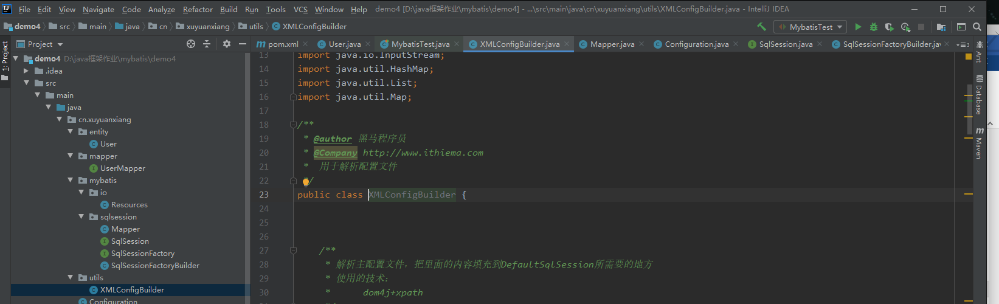 File Edit View Navigate Code Analyze Refactor Build Run Tools VCS Window Help demo4 [D:\java框架作业\mybatis\demo4] - ...\src\main\java\cn\xuyuanxiang\utils\XMLConfigBuilder.java - IntelliJ IDEA
demo4 src main java cn xuyuanxiang utils XMLConfigBuilder MybatisTest
Project
pom.xml User.java MybatisTest.java XMLConfigBuilder.java Mapper.java Configuration.java SqlSession.java SqlSessionFactoryBuilder.jav 3
1: Project
demo4 D:\java框架作业\mybatis\demo4
.idea
src
main
java
cn.xuyuanxiang
entity
User
mapper
UserMapper
mybatis
io
Resources
sqlsession
Mapper
SqlSession
SqlSessionFactory
SqlSessionFactoryBuilder
utils
XMLConfigBuilder
Configuration
13 import java.io.InputStream;
14 import java.util.HashMap;
15 import java.util.List;
16 import java.util.Map;
17
18 /**
19 * @author 黑马程序员
20 * @Company http://www.ithiema.com
21 * 用于解析配置文件
22 */
23 public class XMLConfigBuilder {
24
25
26
27 /**
28 * 解析主配置文件，把里面的内容填充到DefaultSqlSession所需要的地方
29 * 使用的技术：
30 * dom4j+xpath
Ant
Database
Maven